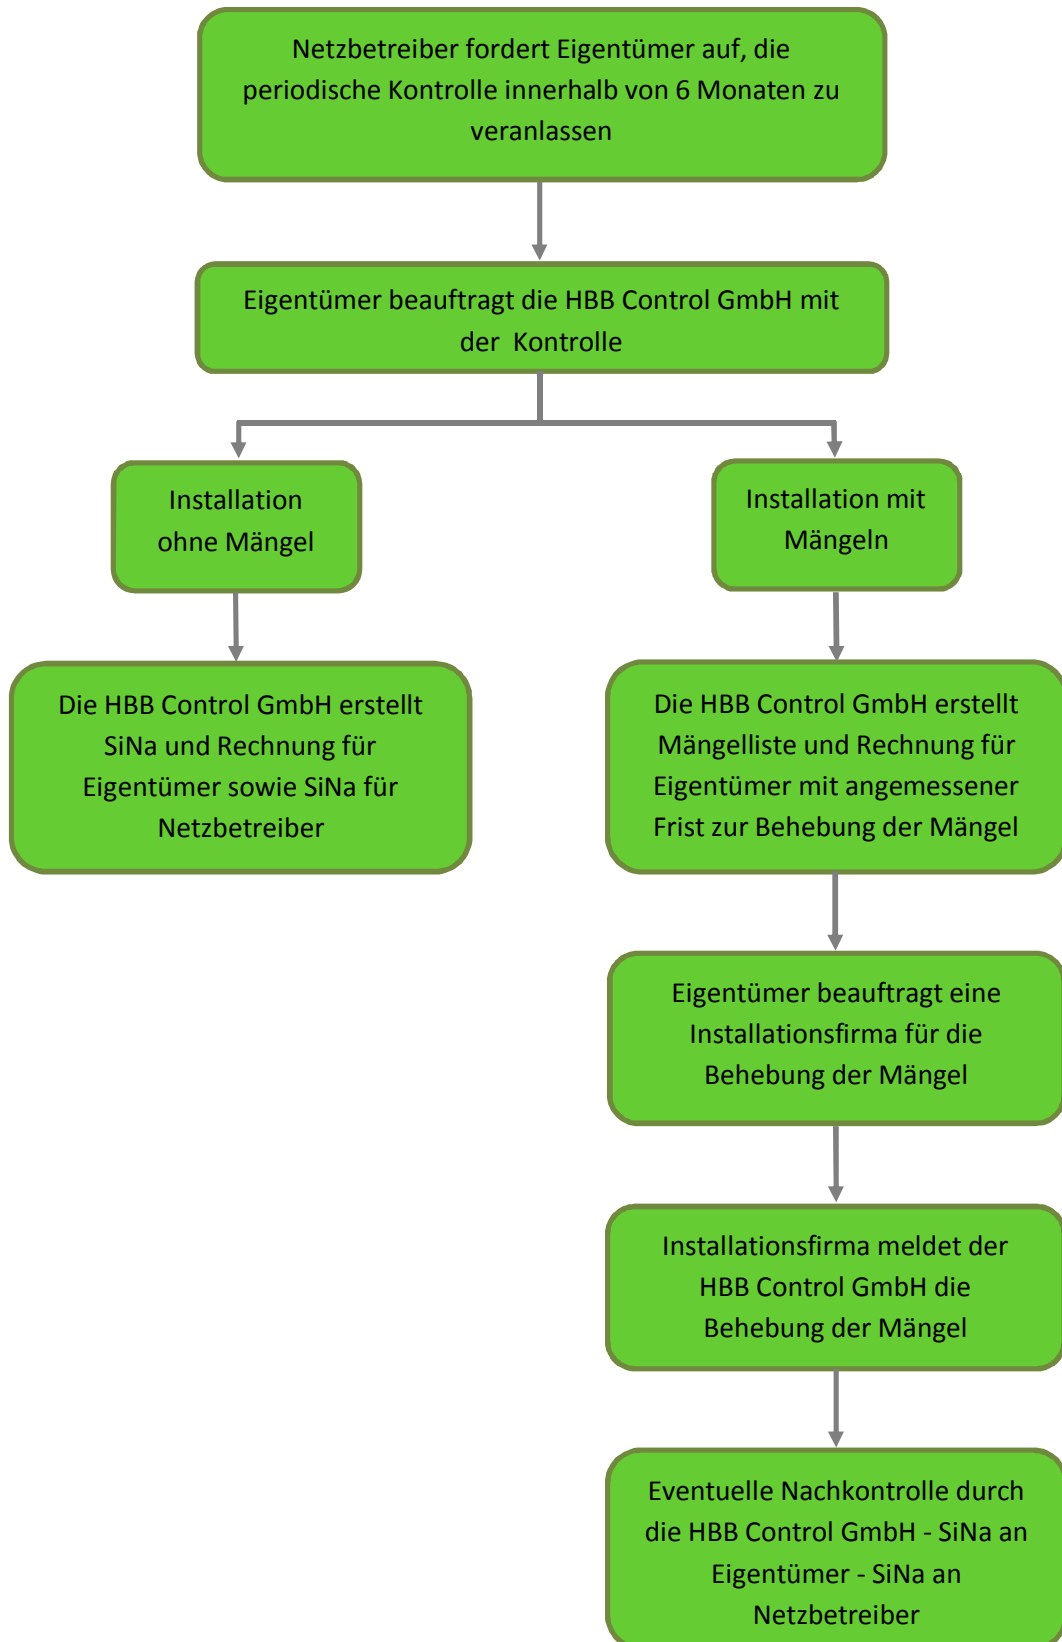 Netzbetreiber fordert Eigentümer auf, die
periodische Kontrolle innerhalb von 6 Monaten zu
veranlassen
Eigentümer beauftragt die HBB Control GmbH mit
der Kontrolle
Installation
ohne Mängel
Installation mit
Mängeln
Die HBB Control GmbH erstellt
SiNa und Rechnung für
Eigentümer sowie SiNa für
Netzbetreiber
Die HBB Control GmbH erstellt
Mängelliste und Rechnung für
Eigentümer mit angemessener
Frist zur Behebung der Mängel
Eigentümer beauftragt eine
Installationsfirma für die
Behebung der Mängel
Installationsfirma meldet der
HBB Control GmbH die
Behebung der Mängel
Eventuelle Nachkontrolle durch
die HBB Control GmbH - SiNa an
Eigentümer - SiNa an
Netzbetreiber